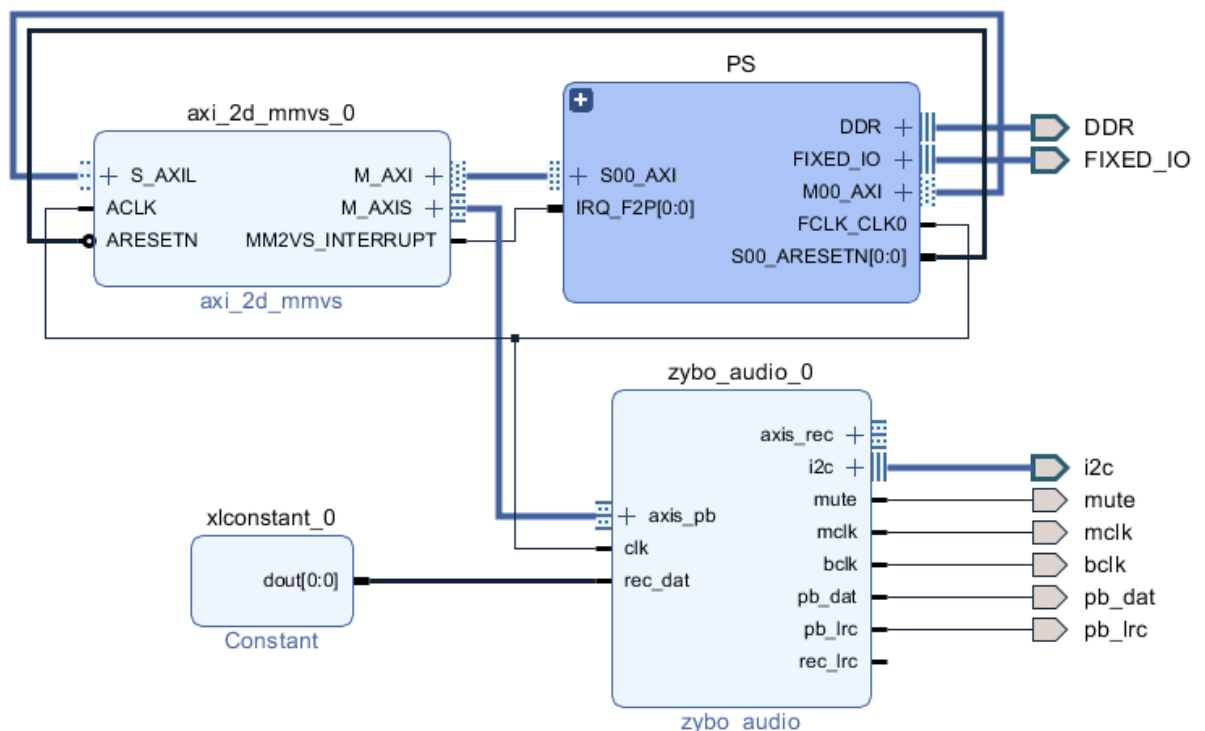 PS
axi_2d_mmvs_0
DDR
DDR
FIXED_IO
FIXED_IO
S_AXIL
M_AXI
S00_AXI
M00_AXI
ACLK
M_AXIS
IRQ_F2P[0:0]
FCLK_CLK0
ARESETN
MM2VS_INTERRUPT
S00_ARESETN[0:0]
axi_2d_mmvs
zybo_audio_0
axis_rec
i2c
i2c
mute
mute
xlconstant_0
axis_pb
mclk
mclk
clk
bclk
bclk
dout[0:0]
rec_dat
pb_dat
pb_dat
Constant
pb_lrc
pb_lrc
rec_lrc
zybo_audio